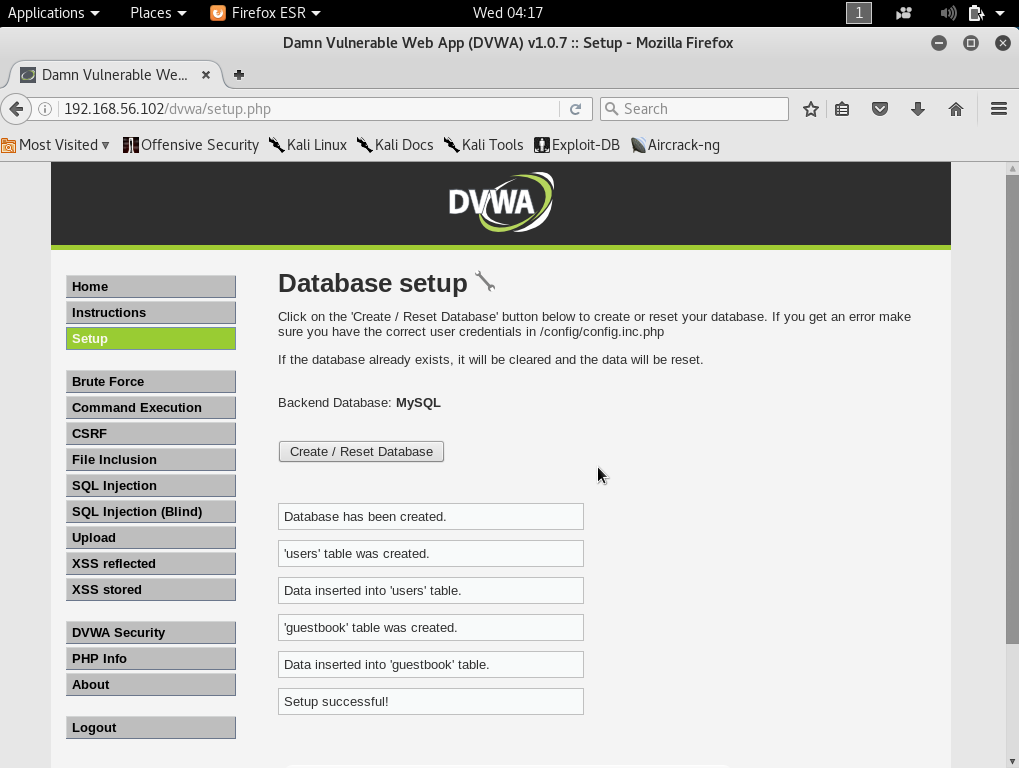 Applications Places Firefox ESR Wed 04:17 1
Damn Vulnerable Web App (DVWA) v1.0.7 :: Setup - Mozilla Firefox
Damn Vulnerable We...
192.168.56.102/dvwa/setup.php Search
Most Visited Offensive Security Kali Linux Kali Docs Kali Tools Exploit-DB Aircrack-ng
DVWA
Home
Instructions
Setup
Brute Force
Command Execution
CSRF
File Inclusion
SQL Injection
SQL Injection (Blind)
Upload
XSS reflected
XSS stored
DVWA Security
PHP Info
About
Logout
Database setup
Click on the 'Create / Reset Database' button below to create or reset your database. If you get an error make
sure you have the correct user credentials in /config/config.inc.php
If the database already exists, it will be cleared and the data will be reset.
Backend Database: MySQL
Create / Reset Database
Database has been created.
'users' table was created.
Data inserted into 'users' table.
'guestbook' table was created.
Data inserted into 'guestbook' table.
Setup successful!